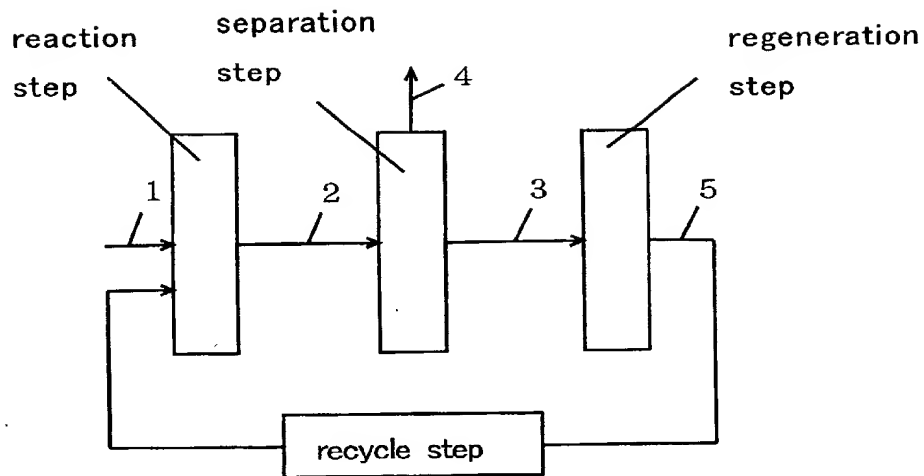 reaction
step
separation
step
regeneration
step
4
1
2
3
5
recycle step